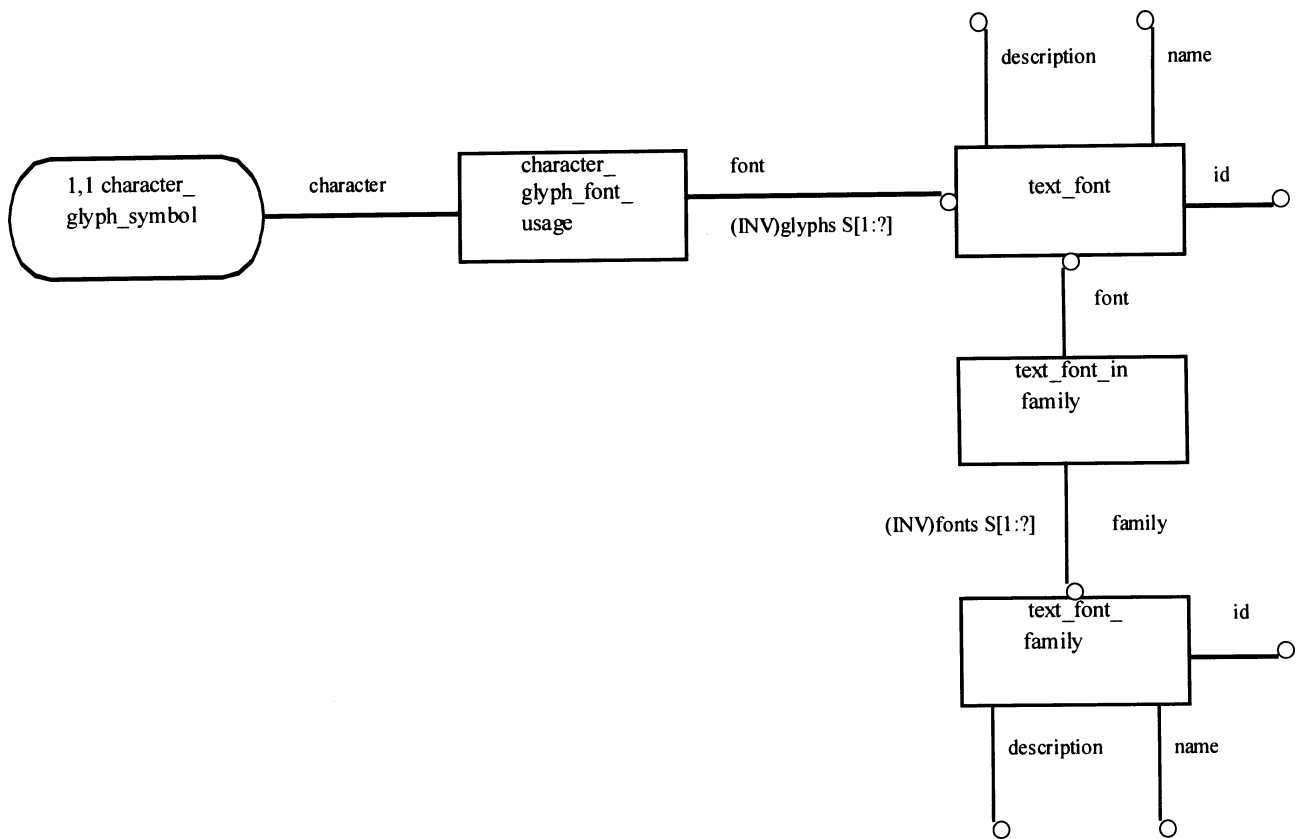 description
name
1,1 character_
glyph_symbol
character
character_
glyph_font_
usage
font
(INV)glyphs S[1:?]
text_font
id
font
text_font_in
family
(INV)fonts S[1:?]
family
text_font_
family
id
description
name